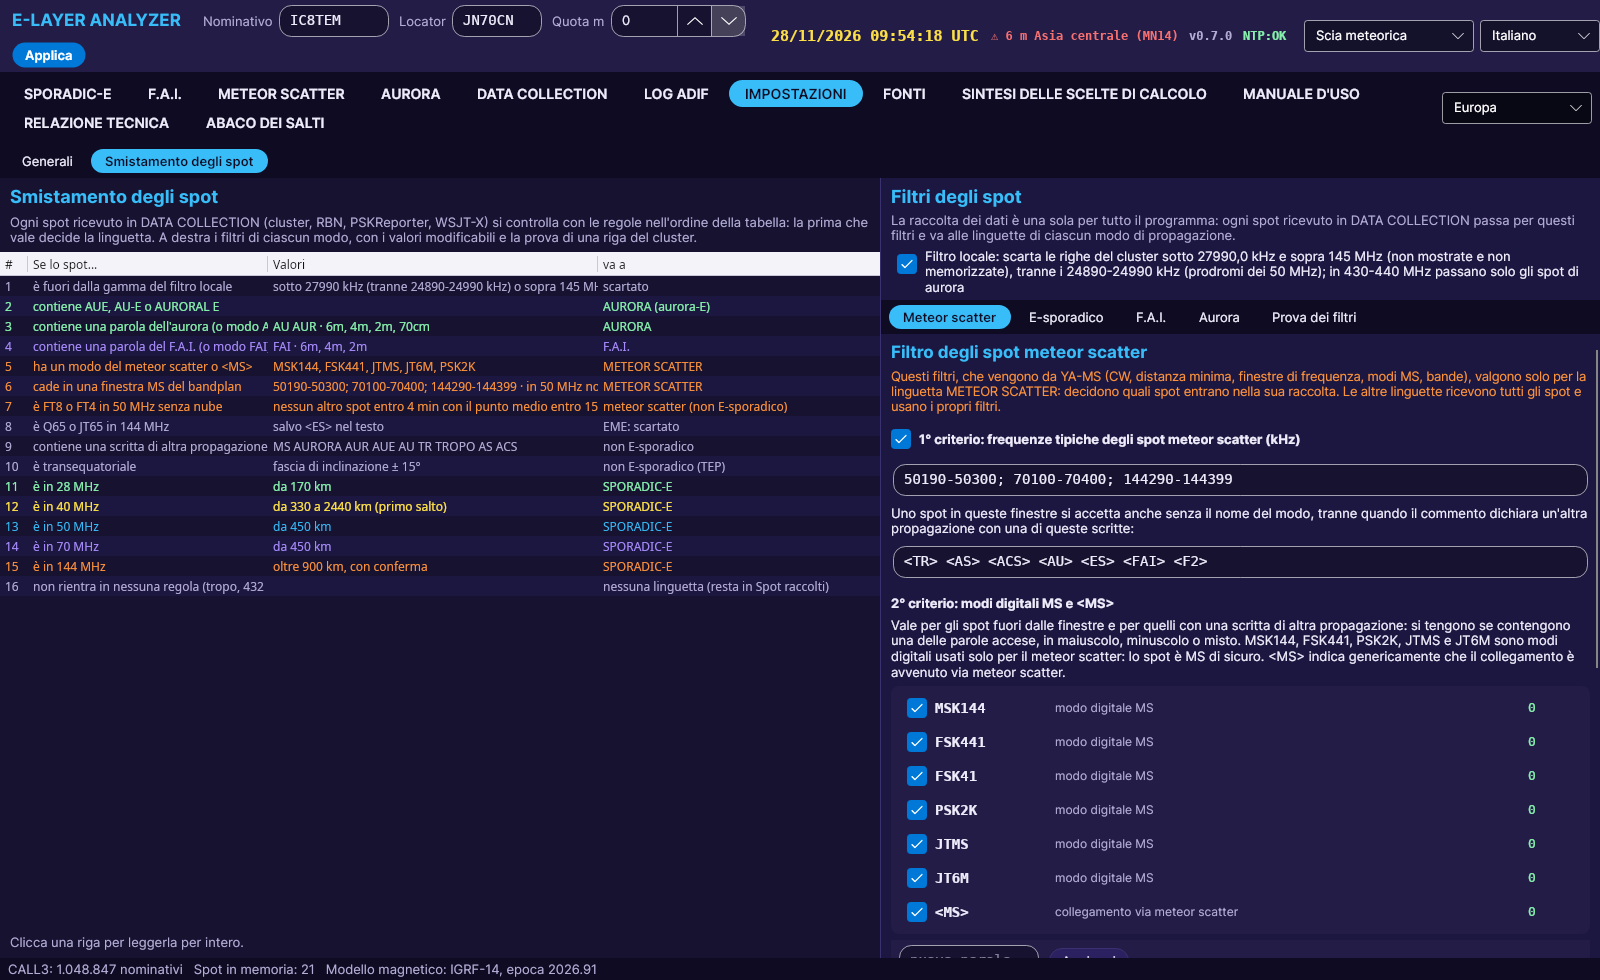 E-LAYER ANALYZER
Nominativo IC8TEM Locator JN70CN Quota m 0
28/11/2026 09:54:18 UTC ⚠ 6 m Asia centrale (MN14) v0.7.0 NTP:OK
Scia meteorica Italiano
Applica
SPORADIC-E F.A.I. METEOR SCATTER AURORA DATA COLLECTION LOG ADIF IMPOSTAZIONI FONTI SINTESI DELLE SCELTE DI CALCOLO MANUALE D'USO
RELAZIONE TECNICA ABACO DEI SALTI
Europa
Generali Smistamento degli spot
Smistamento degli spot
Ogni spot ricevuto in DATA COLLECTION (cluster, RBN, PSKReporter, WSJT-X) si controlla con le regole nell'ordine della tabella: la prima che
vale decide la linguetta. A destra i filtri di ciascun modo, con i valori modificabili e la prova di una riga del cluster.
# Se lo spot... Valori va a
1 è fuori dalla gamma del filtro locale sotto 27990 kHz (tranne 24890-24990 kHz) o sopra 145 MH scartato
2 contiene AUE, AU-E o AURORAL E AURORA (aurora-E)
3 contiene una parola dell'aurora (o modo A AU AUR · 6m, 4m, 2m, 70cm AURORA
4 contiene una parola del F.A.I. (o modo FAI FAI · 6m, 4m, 2m F.A.I.
5 ha un modo del meteor scatter o <MS> MSK144, FSK441, JTMS, JT6M, PSK2K METEOR SCATTER
6 cade in una finestra MS del bandplan 50190-50300; 70100-70400; 144290-144399 · in 50 MHz nc METEOR SCATTER
7 è FT8 o FT4 in 50 MHz senza nube nessun altro spot entro 4 min con il punto medio entro 15 meteor scatter (non E-sporadico)
8 è Q65 o JT65 in 144 MHz salvo <ES> nel testo EME: scartato
9 contiene una scritta di altra propagazione MS AURORA AUR AUE AU TR TROPO AS ACS non E-sporadico
10 è transequatoriale fascia di inclinazione ± 15° non E-sporadico (TEP)
11 è in 28 MHz da 170 km SPORADIC-E
12 è in 40 MHz da 330 a 2440 km (primo salto) SPORADIC-E
13 è in 50 MHz da 450 km SPORADIC-E
14 è in 70 MHz da 450 km SPORADIC-E
15 è in 144 MHz oltre 900 km, con conferma SPORADIC-E
16 non rientra in nessuna regola (tropo, 432 nessuna linguetta (resta in Spot raccolti)
Clicca una riga per leggerla per intero.
Filtri degli spot
La raccolta dei dati è una sola per tutto il programma: ogni spot ricevuto in DATA COLLECTION passa per questi
filtri e va alle linguette di ciascun modo di propagazione.
Filtro locale: scarta le righe del cluster sotto 27990,0 kHz e sopra 145 MHz (non mostrate e non
memorizzate), tranne i 24890-24990 kHz (prodromi dei 50 MHz); in 430-440 MHz passano solo gli spot di
aurora
Meteor scatter E-sporadico F.A.I. Aurora Prova dei filtri
Filtro degli spot meteor scatter
Questi filtri, che vengono da YA-MS (CW, distanza minima, finestre di frequenza, modi MS, bande), valgono solo per la
linguetta METEOR SCATTER: decidono quali spot entrano nella sua raccolta. Le altre linguette ricevono tutti gli spot e
usano i propri filtri.
1° criterio: frequenze tipiche degli spot meteor scatter (kHz)
50190-50300; 70100-70400; 144290-144399
Uno spot in queste finestre si accetta anche senza il nome del modo, tranne quando il commento dichiara un'altra
propagazione con una di queste scritte:
<TR> <AS> <ACS> <AU> <ES> <FAI> <F2>
2° criterio: modi digitali MS e <MS>
Vale per gli spot fuori dalle finestre e per quelli con una scritta di altra propagazione: si tengono se contengono
una delle parole accese, in maiuscolo, minuscolo o misto. MSK144, FSK441, PSK2K, JTMS e JT6M sono modi
digitali usati solo per il meteor scatter: lo spot è MS di sicuro. <MS> indica genericamente che il collegamento è
avvenuto via meteor scatter.
MSK144 modo digitale MS 0
FSK441 modo digitale MS 0
FSK41 modo digitale MS 0
PSK2K modo digitale MS 0
JTMS modo digitale MS 0
JT6M modo digitale MS 0
<MS> collegamento via meteor scatter 0
CALL3: 1.048.847 nominativi Spot in memoria: 21 Modello magnetico: IGRF-14, epoca 2026.91